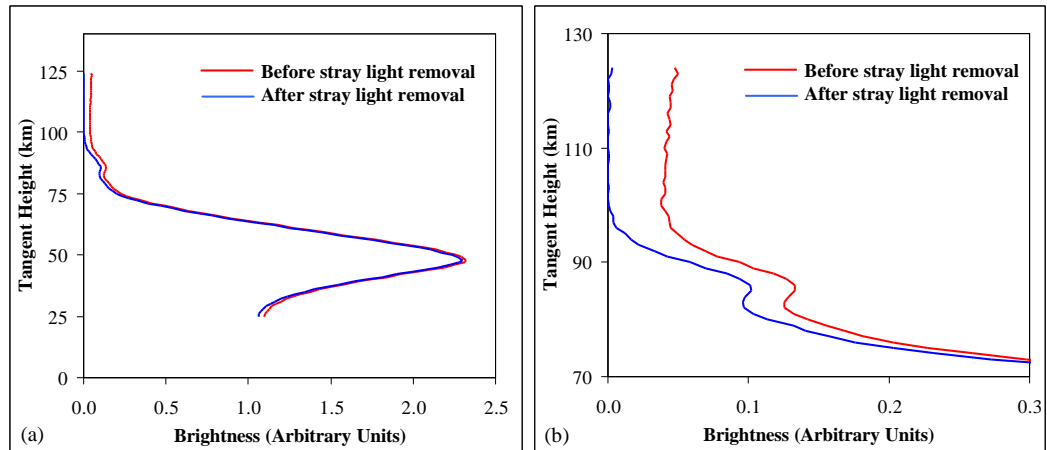 Before stray light removal
After stray light removal
Tangent Height (km)
125
100
75
50
25
0
0.0 0.5 1.0 1.5 2.0 2.5
Brightness (Arbitrary Units)
(a)
Before stray light removal
After stray light removal
Tangent Height (km)
130
110
90
70
0.0 0.1 0.2 0.3
Brightness (Arbitrary Units)
(b)